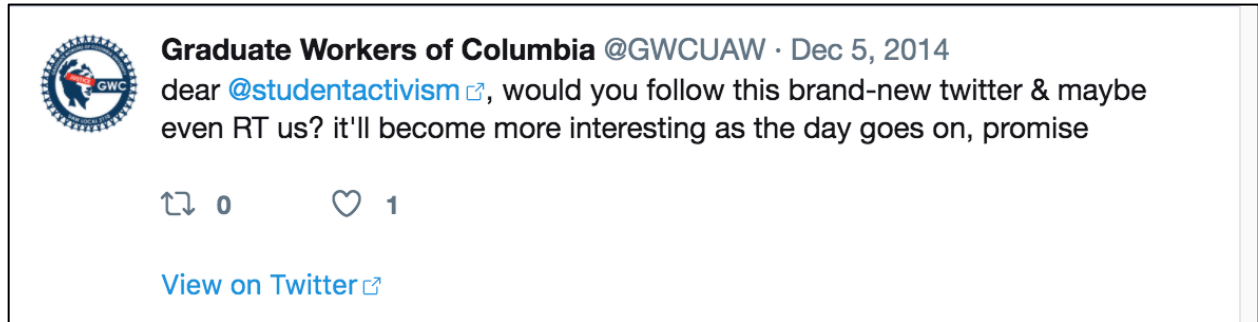 Graduate Workers of Columbia @GWCUAW · Dec 5, 2014
dear @studentactivism, would you follow this brand-new twitter & maybe
even RT us? it'll become more interesting as the day goes on, promise
0 1
View on Twitter
GWC